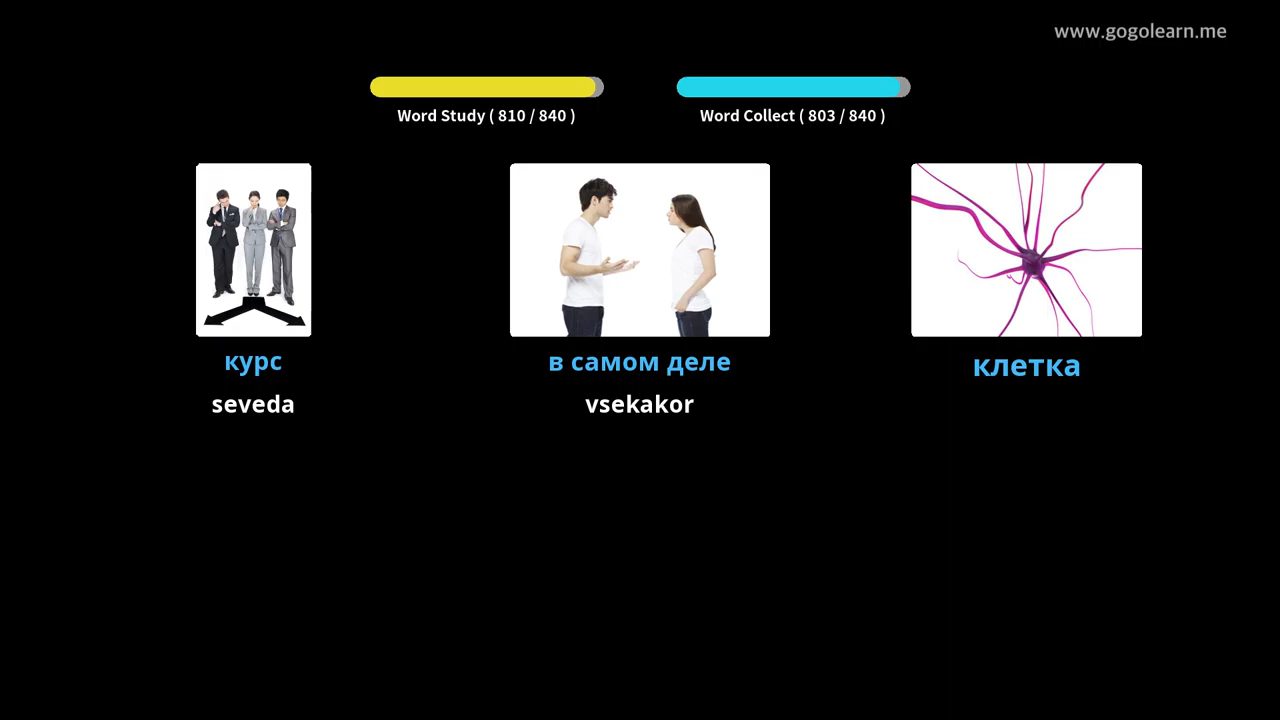 www.gogolearn.me
Word Study ( 810 / 840 )
Word Collect ( 803 / 840 )
курс
в самом деле
клетка
seveda
vsekakor